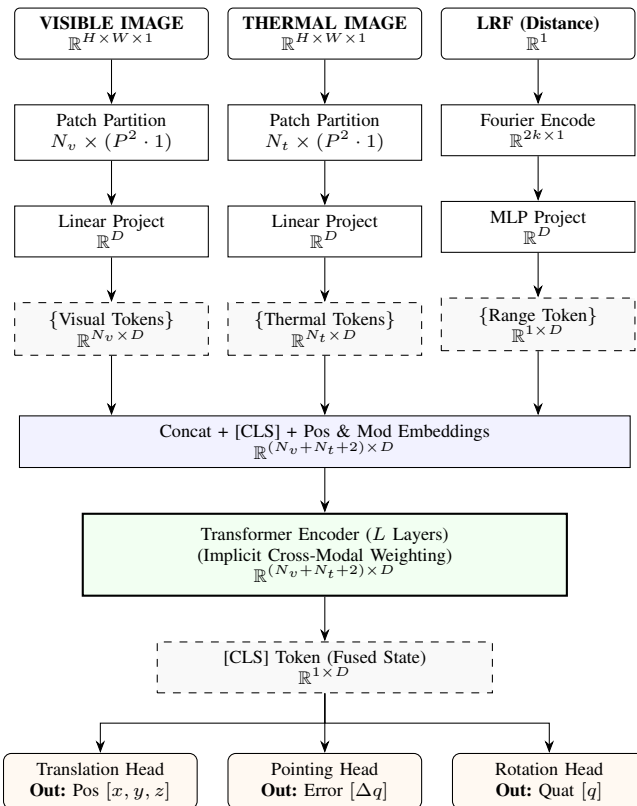 VISIBLE IMAGE
ℝ^{H×W×1}
THERMAL IMAGE
ℝ^{H×W×1}
LRF (Distance)
ℝ^1
Patch Partition
N_v × (P^2 · 1)
Patch Partition
N_t × (P^2 · 1)
Fourier Encode
ℝ^{2k×1}
Linear Project
ℝ^D
Linear Project
ℝ^D
MLP Project
ℝ^D
{Visual Tokens}
ℝ^{N_v×D}
{Thermal Tokens}
ℝ^{N_t×D}
{Range Token}
ℝ^{1×D}
Concat + [CLS] + Pos & Mod Embeddings
ℝ^{(N_v+N_t+2)×D}
Transformer Encoder (L Layers)
(Implicit Cross-Modal Weighting)
ℝ^{(N_v+N_t+2)×D}
[CLS] Token (Fused State)
ℝ^{1×D}
Translation Head
Out: Pos [x, y, z]
Pointing Head
Out: Error [Δq]
Rotation Head
Out: Quat [q]